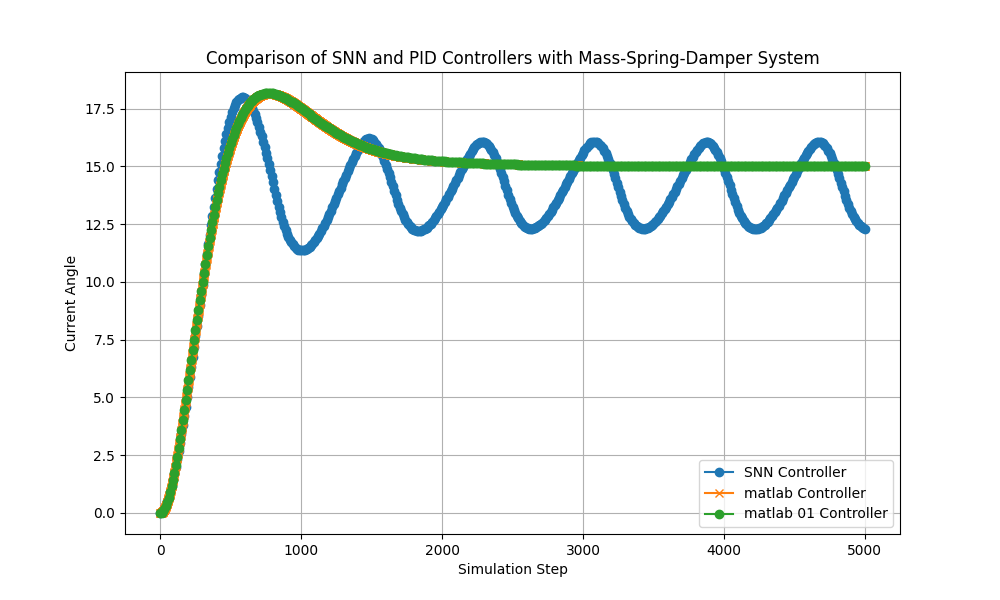 Comparison of SNN and PID Controllers with Mass-Spring-Damper System
17.5
15.0
12.5
10.0
7.5
5.0
2.5
0.0
Current Angle
SNN Controller
matlab Controller
matlab 01 Controller
0 1000 2000 3000 4000 5000
Simulation Step